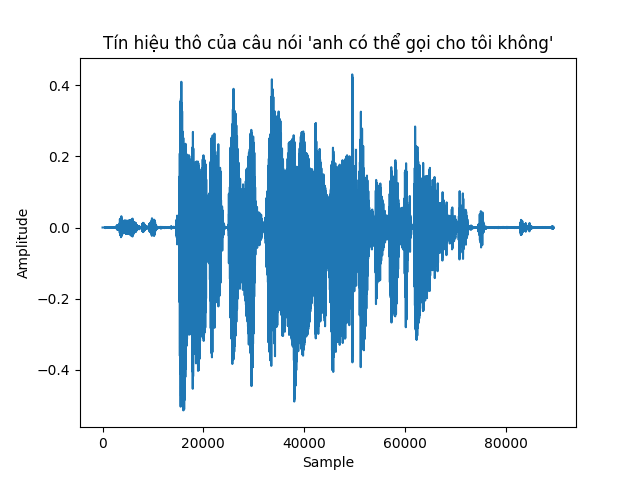 Tín hiệu thô của câu nói 'anh có thể gọi cho tôi không'
0.4
0.2
0.0
−0.2
−0.4
Amplitude
0 20000 40000 60000 80000
Sample